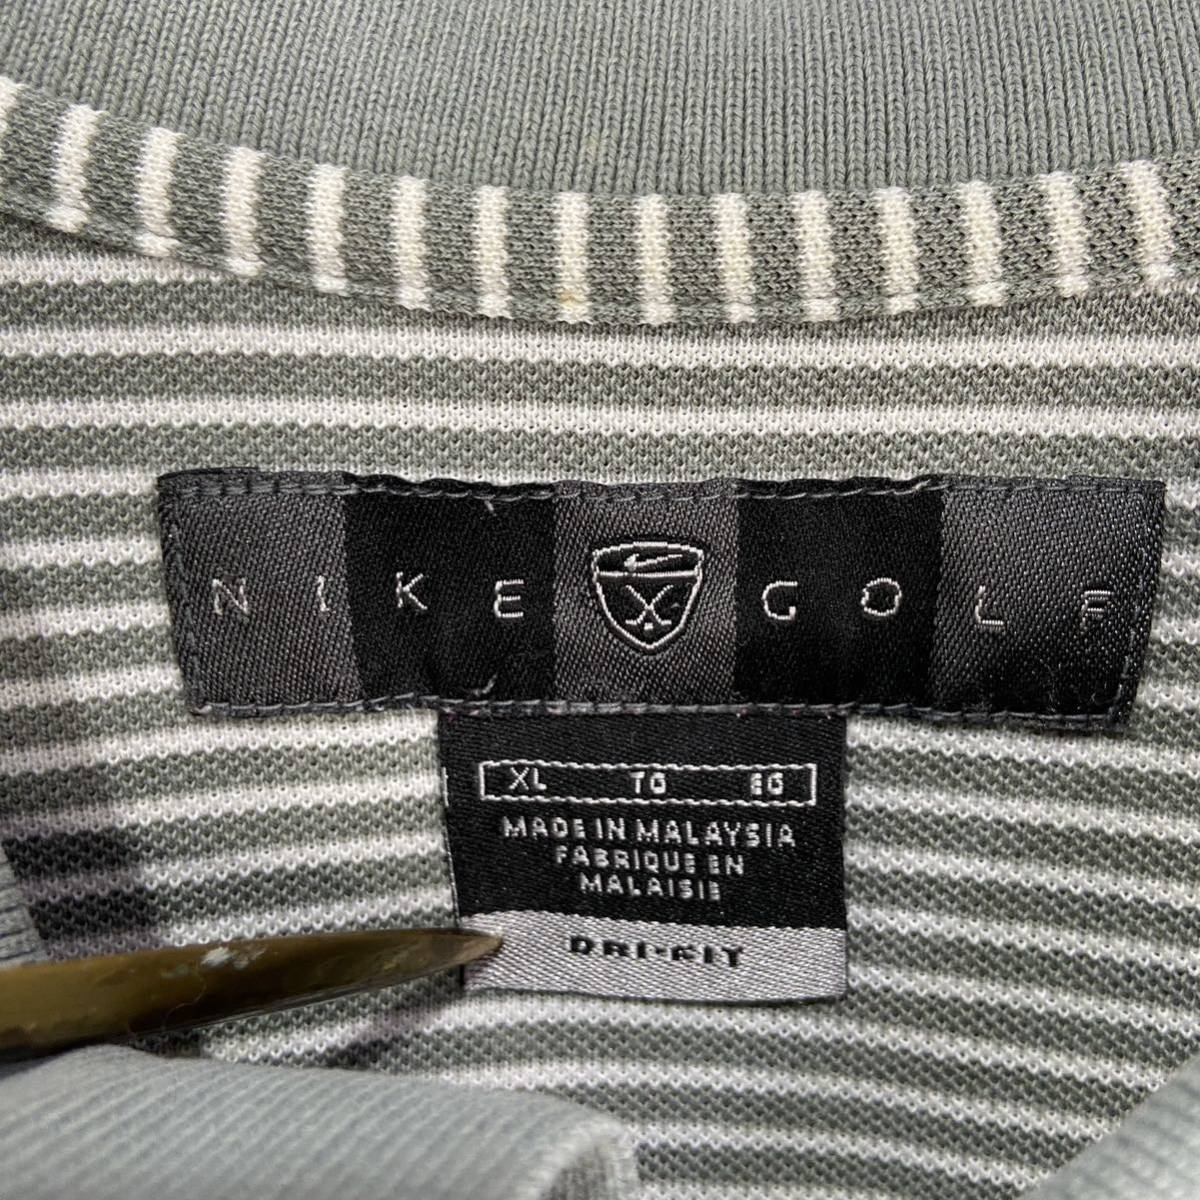 NIKE GOLF
XL TG EG
MADE IN MALAYSIA
FABRIQUE EN
MALAISIE
DRI-FIT